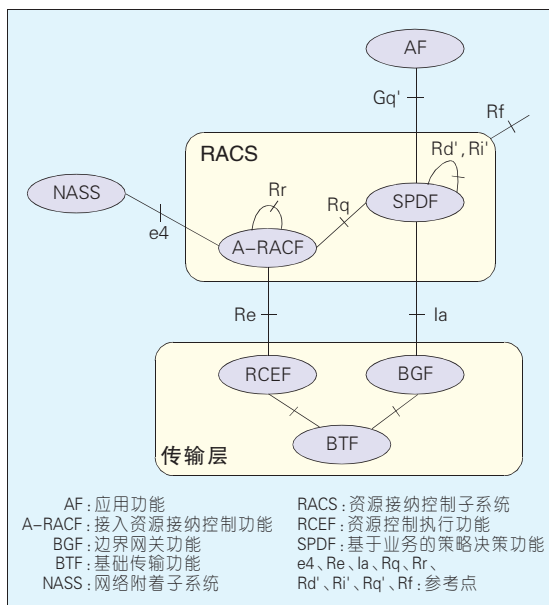 AF
Gq'
Rf
RACS
Rd',Ri'
NASS
Rr
Rq
SPDF
e4
A-RACF
Re
Ia
RCEF
BGF
BTF
传输层
AF:应用功能
A-RACF:接入资源接纳控制功能
BGF:边界网关功能
BTF:基础传输功能
NASS:网络附着子系统
RACS:资源接纳控制子系统
RCEF:资源控制执行功能
SPDF:基于业务的策略决策功能
e4、Re、Ia、Rq、Rr、
Rd'、Ri'、Rq'、Rf:参考点